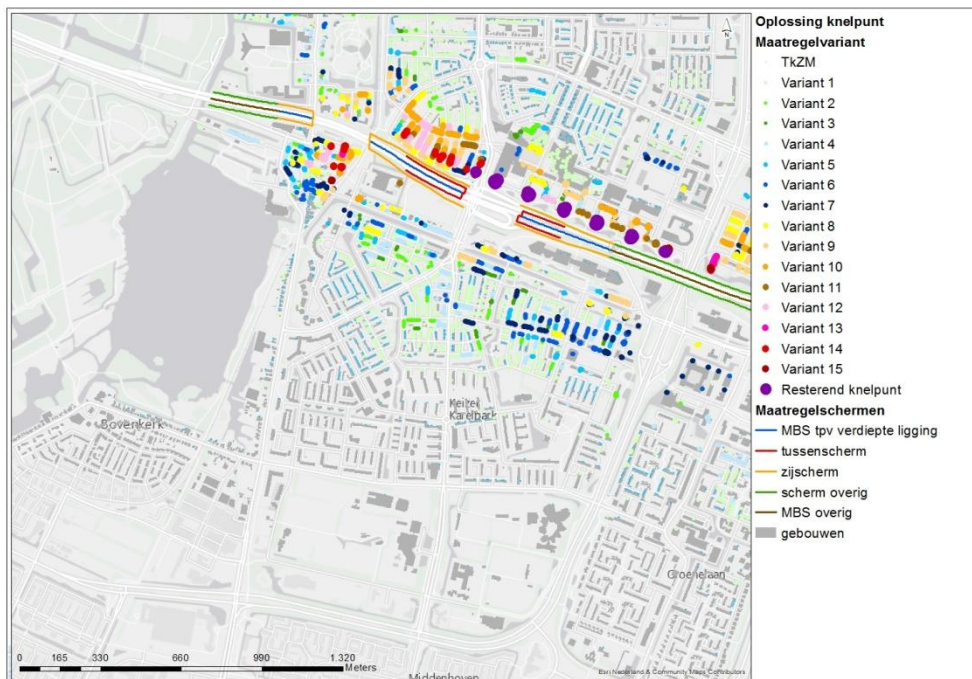 Oplossing knelpunt
Maatregelvariant
TkZM
Variant 1
Variant 2
Variant 3
Variant 4
Variant 5
Variant 6
Variant 7
Variant 8
Variant 9
Variant 10
Variant 11
Variant 12
Variant 13
Variant 14
Variant 15
Resterend knelpunt
Maatregelschermen
MBS tpv verdiepte ligging
tussenscherm
zijscherm
scherm overig
MBS overig
gebouwen
N
Keizer
Karelpark
Bovenkerk
Groenelaan
Middenhoven
0 165 330 660 990 1.320
Meters
Esri Nederland & Community Maps Contributors